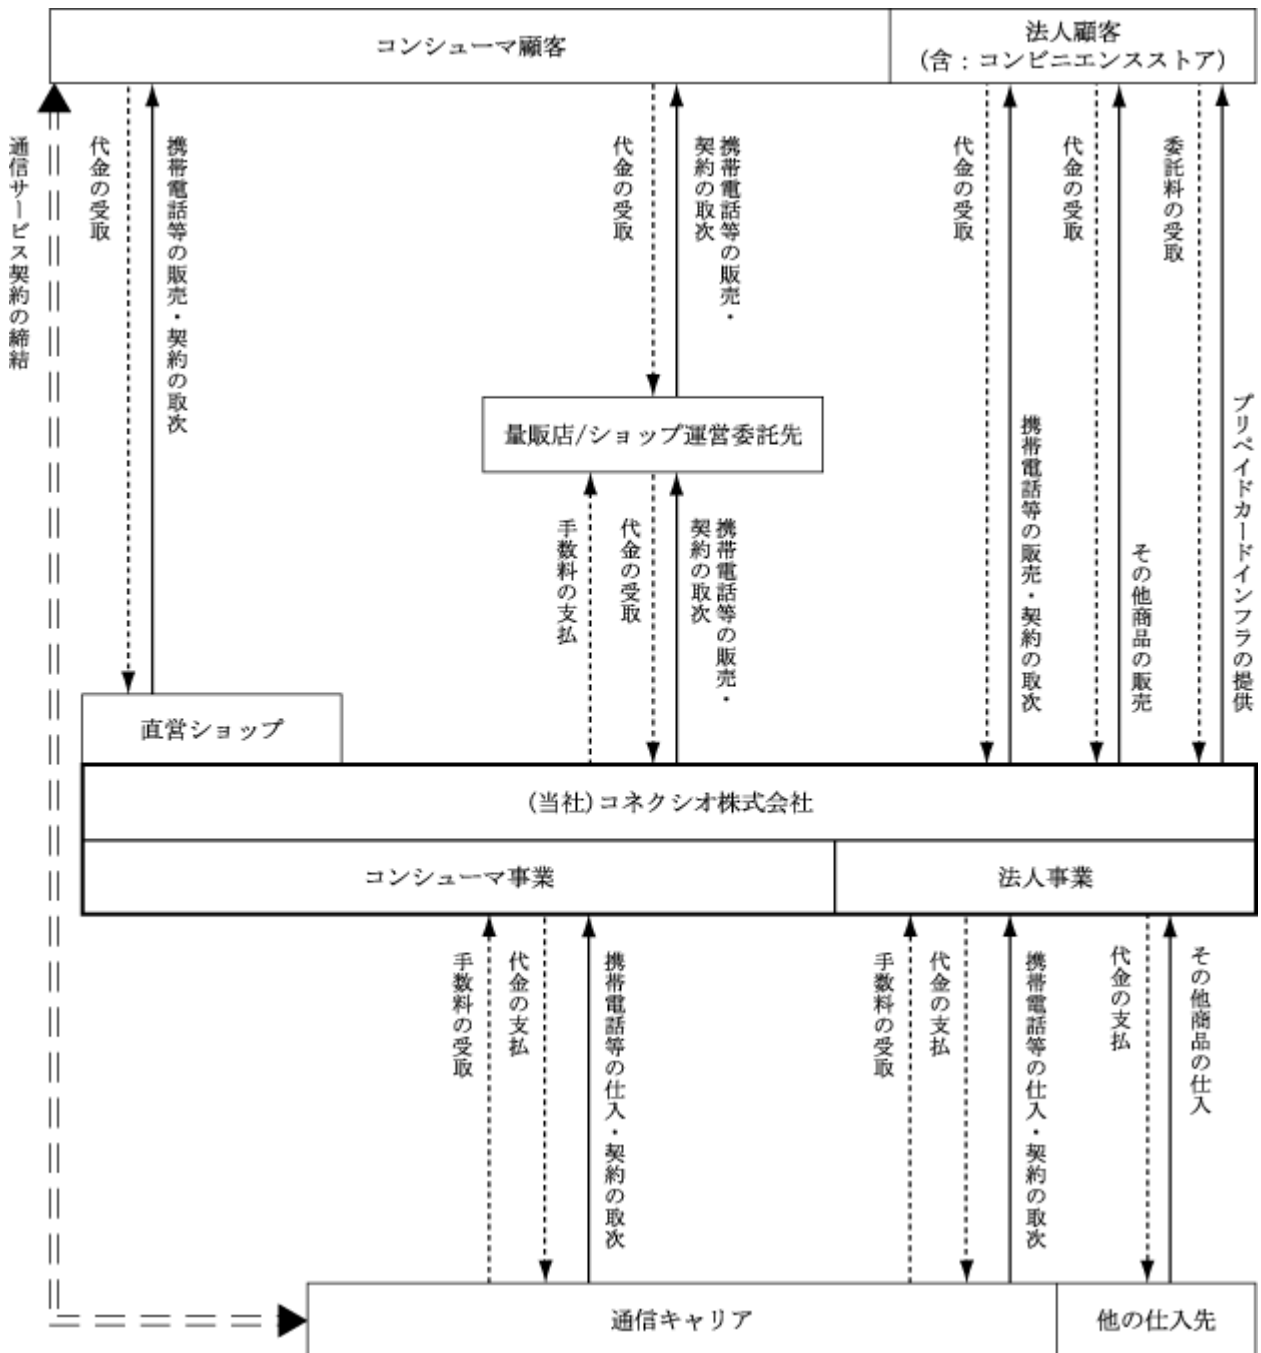 コンシューマ顧客
法人顧客
(含：コンビニエンスストア)
通信サービス契約の締結
代金の受取
携帯電話等の販売・契約の取次
代金の受取
携帯電話等の販売・
契約の取次
代金の受取
携帯電話等の販売・契約の取次
代金の受取
その他商品の販売
委託料の受取
プリペイドカードインフラの提供
量販店/ショップ運営委託先
手数料の支払
代金の受取
携帯電話等の販売・
契約の取次
直営ショップ
(当社)コネクシオ株式会社
コンシューマ事業
法人事業
手数料の受取
代金の支払
携帯電話等の仕入・契約の取次
手数料の受取
代金の支払
携帯電話等の仕入・契約の取次
代金の支払
その他商品の仕入
通信キャリア
他の仕入先